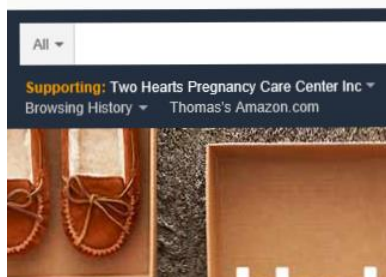 All
Supporting: Two Hearts Pregnancy Care Center Inc
Browsing History Thomas's Amazon.com